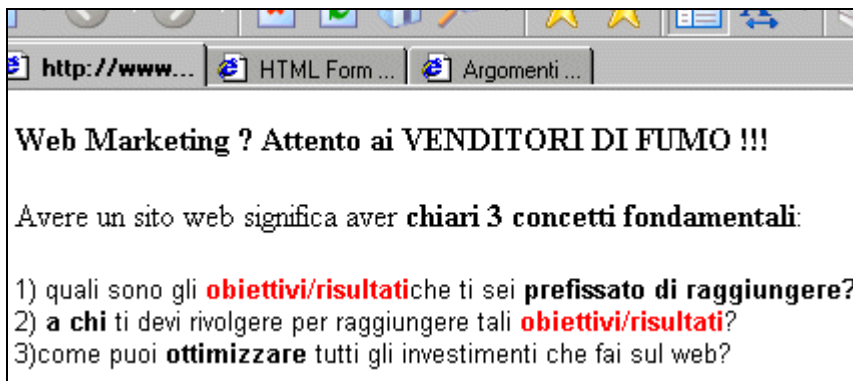 http://www... HTML Form ... Argomenti ...
Web Marketing ? Attento ai VENDITORI DI FUMO !!!
Avere un sito web significa aver chiari 3 concetti fondamentali:
1) quali sono gli obiettivi/risultatiche ti sei prefissato di raggiungere?
2) a chi ti devi rivolgere per raggiungere tali obiettivi/risultati?
3)come puoi ottimizzare tutti gli investimenti che fai sul web?